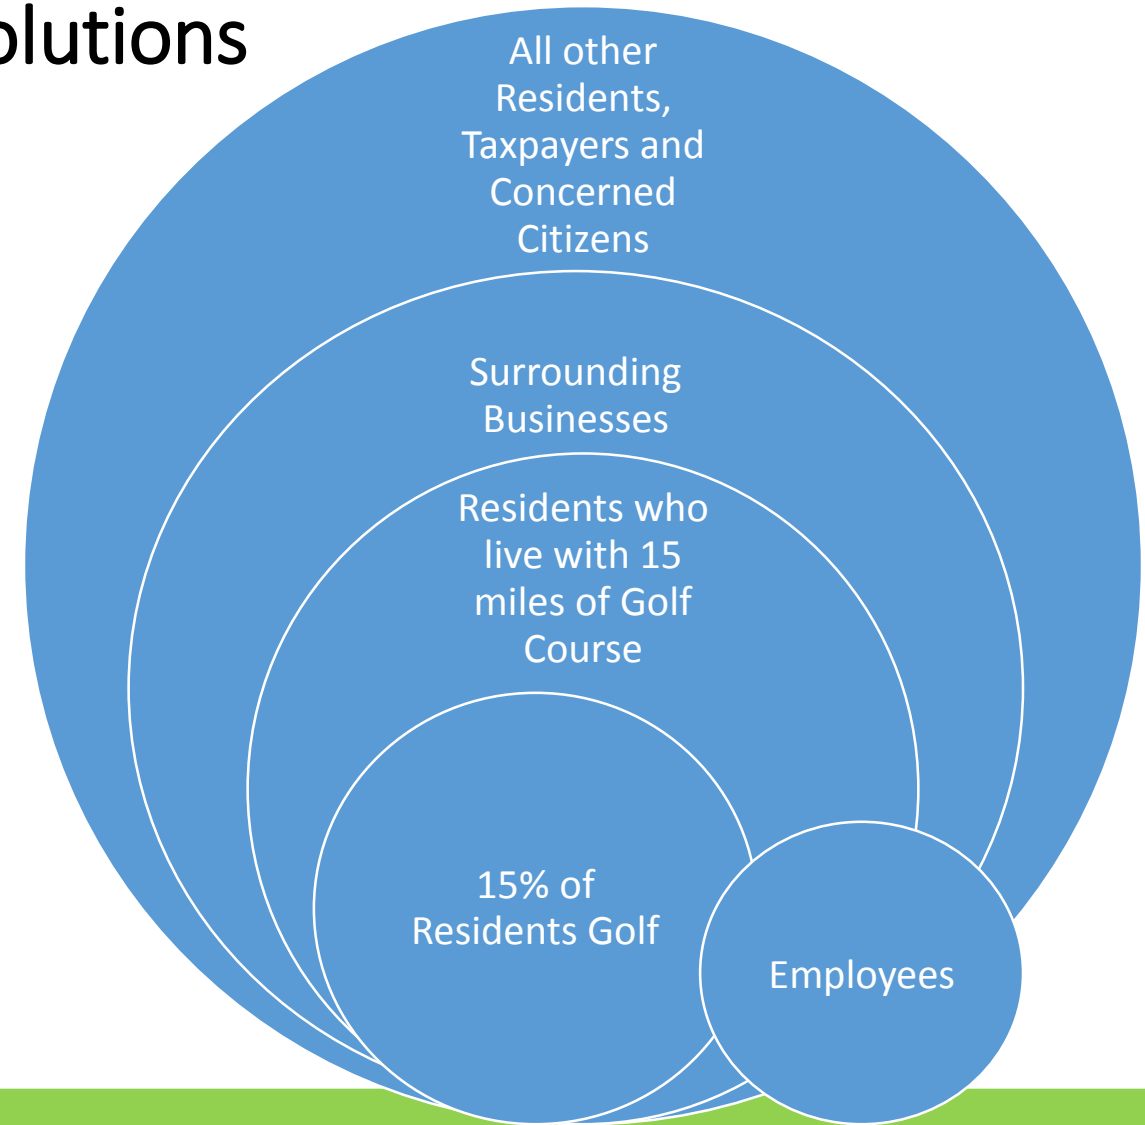 olutions
All other
Residents,
Taxpayers and
Concerned
Citizens
Surrounding
Businesses
Residents who
live with 15
miles of Golf
Course
15% of
Residents Golf
Employees